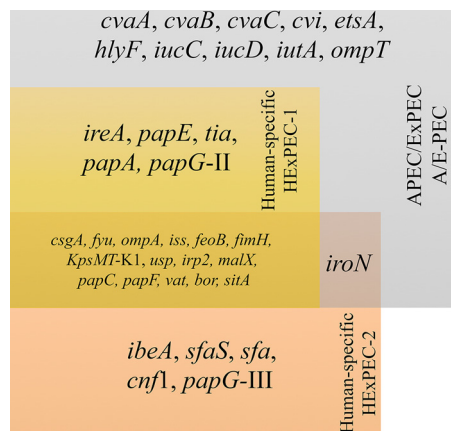 cvaA, cvaB, cvaC, cvi, etsA,
hlyF, iucC, iucD, iutA, ompT
APEC/ExPEC
A/E-PEC
ireA, papE, tia,
papA, papG-II
Human-specific
HExPEC-1
csgA, fyu, ompA, iss, feoB, fimH,
KpsMT-K1, usp, irp2, malX,
papC, papF, vat, bor, sitA
iroN
ibeA, sfaS, sfa,
cnf1, papG-III
Human-specific
HExPEC-2